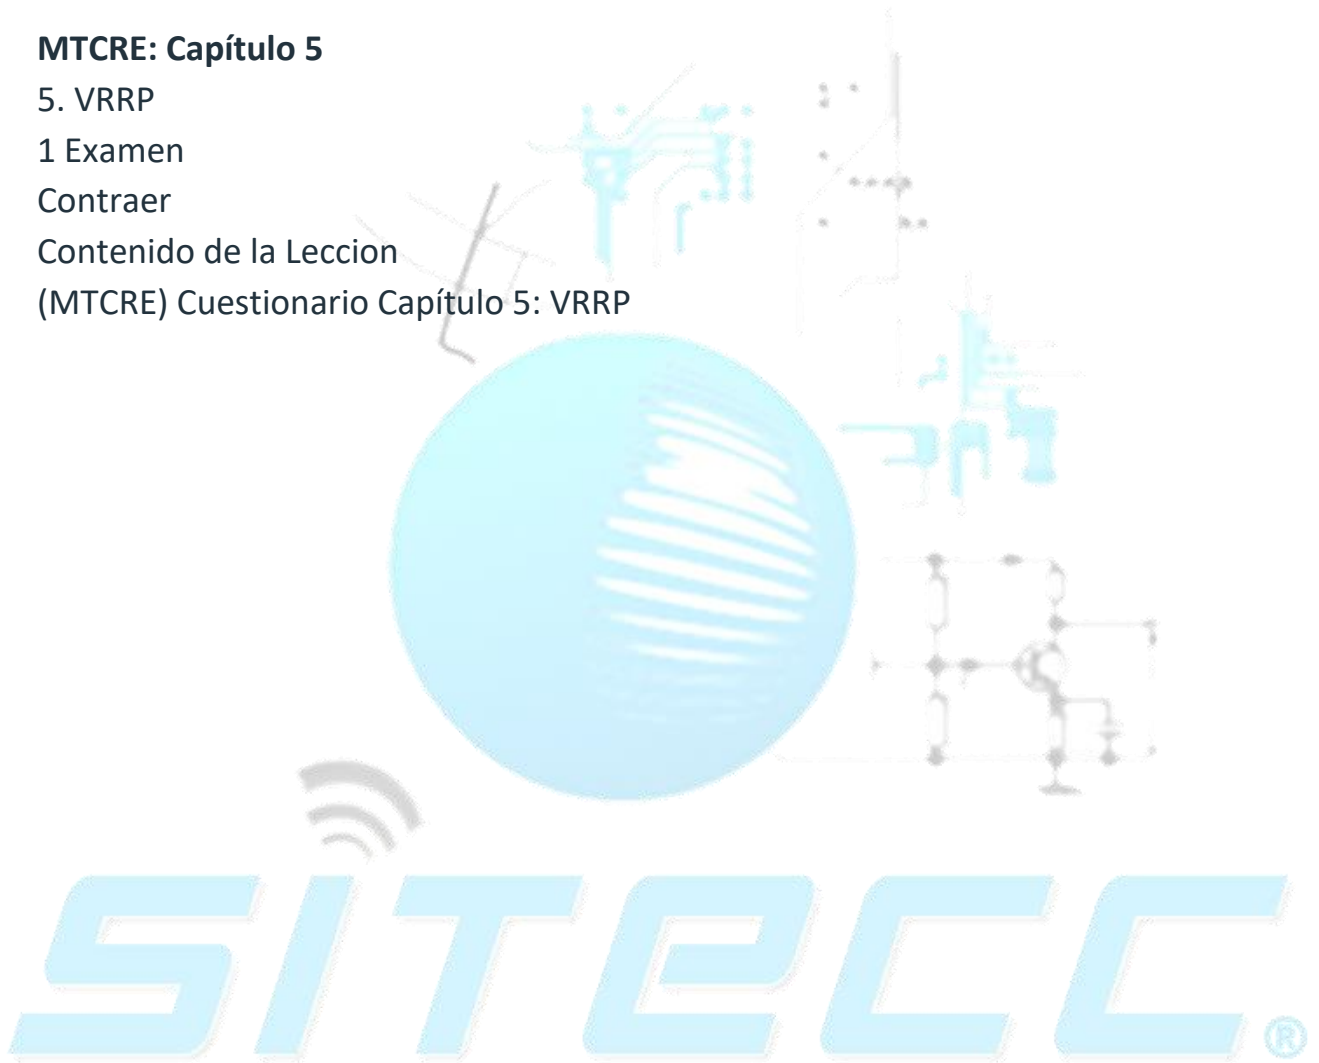 MTCRE: Capítulo 5
5. VRRP
1 Examen
Contraer
Contenido de la Leccion
(MTCRE) Cuestionario Capítulo 5: VRRP
SITECC
®